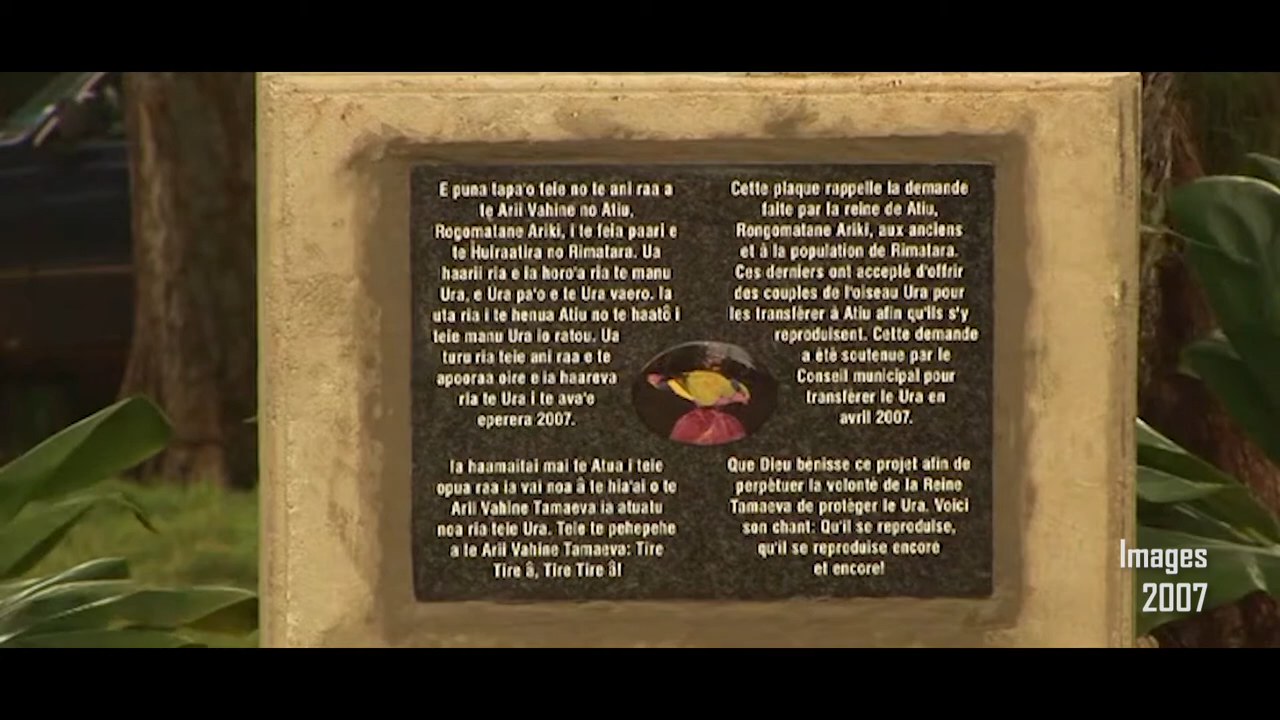 E puna tapa'o teie no te ani raa a
te Arii Vahine no Atiu,
Rogomatane Ariki, i te feia paari e
te Huiraatira no Rimatara. Ua
haarii ria e ia horo'a ria te manu
Ura, e Ura pa'o e te Ura vaero. Ia
uta ria i te henua Atiu no te haatô i
teie manu Ura io ratou. Ua
turu ria teie ani raa e te
apooraa oire e ia haareva
ria te Ura i te ava'e
eperera 2007.
Ia haamaitai mai te Atua i teie
opua raa ia vai noa â te hia'ai o te
Arii Vahine Tamaeva ia atuatu
noa ria teie Ura. Teie te pehepehe
a te Arii Vahine Tamaeva: Tire
Tire â, Tire Tire â!
Cette plaque rappelle la demande
faite par la reine de Atiu,
Rongomatane Ariki, aux anciens
et à la population de Rimatara.
Ces derniers ont accepté d'offrir
des couples de l'oiseau Ura pour
les transférer à Atiu afin qu'ils s'y
reproduisent. Cette demande
a été soutenue par le
Conseil municipal pour
transférer le Ura en
avril 2007.
Que Dieu bénisse ce projet afin de
perpétuer la volonté de la Reine
Tamaeva de protéger le Ura. Voici
son chant: Qu'il se reproduise,
qu'il se reproduise encore
et encore!
Images
2007